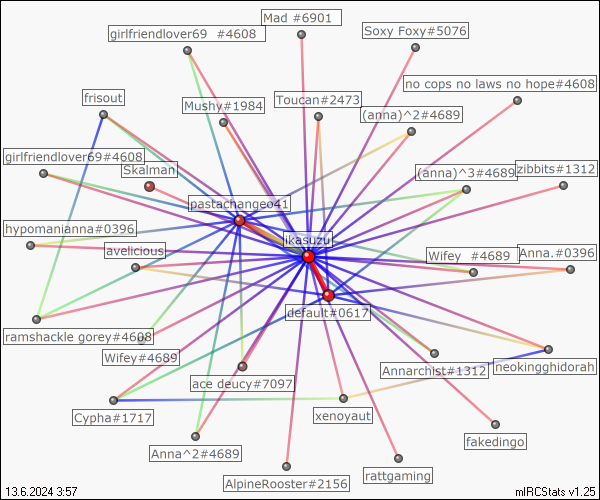 Mad #6901
girlfriendlover69 #4608
Soxy Foxy#5076
no cops no laws no hope#4608
frisout
Mushy#1984
Toucan#2473
(anna)^2#4689
girlfriendlover69#4608
Skalman
(anna)^3#4689
zibbits#1312
pastachangeo41
hypomanianna#0396
ikasuzu
avelicious
Wifey #4689
Anna.#0396
default#0617
ramshackle gorey#4608
Wifey#4689
Annarchist#1312
neokingghidorah
ace deucy#7097
Cypha#1717
xenoyaut
fakedingo
Anna^2#4689
AlpineRooster#2156
rattgaming
13.6.2024 3:57
mIRCStats v1.25